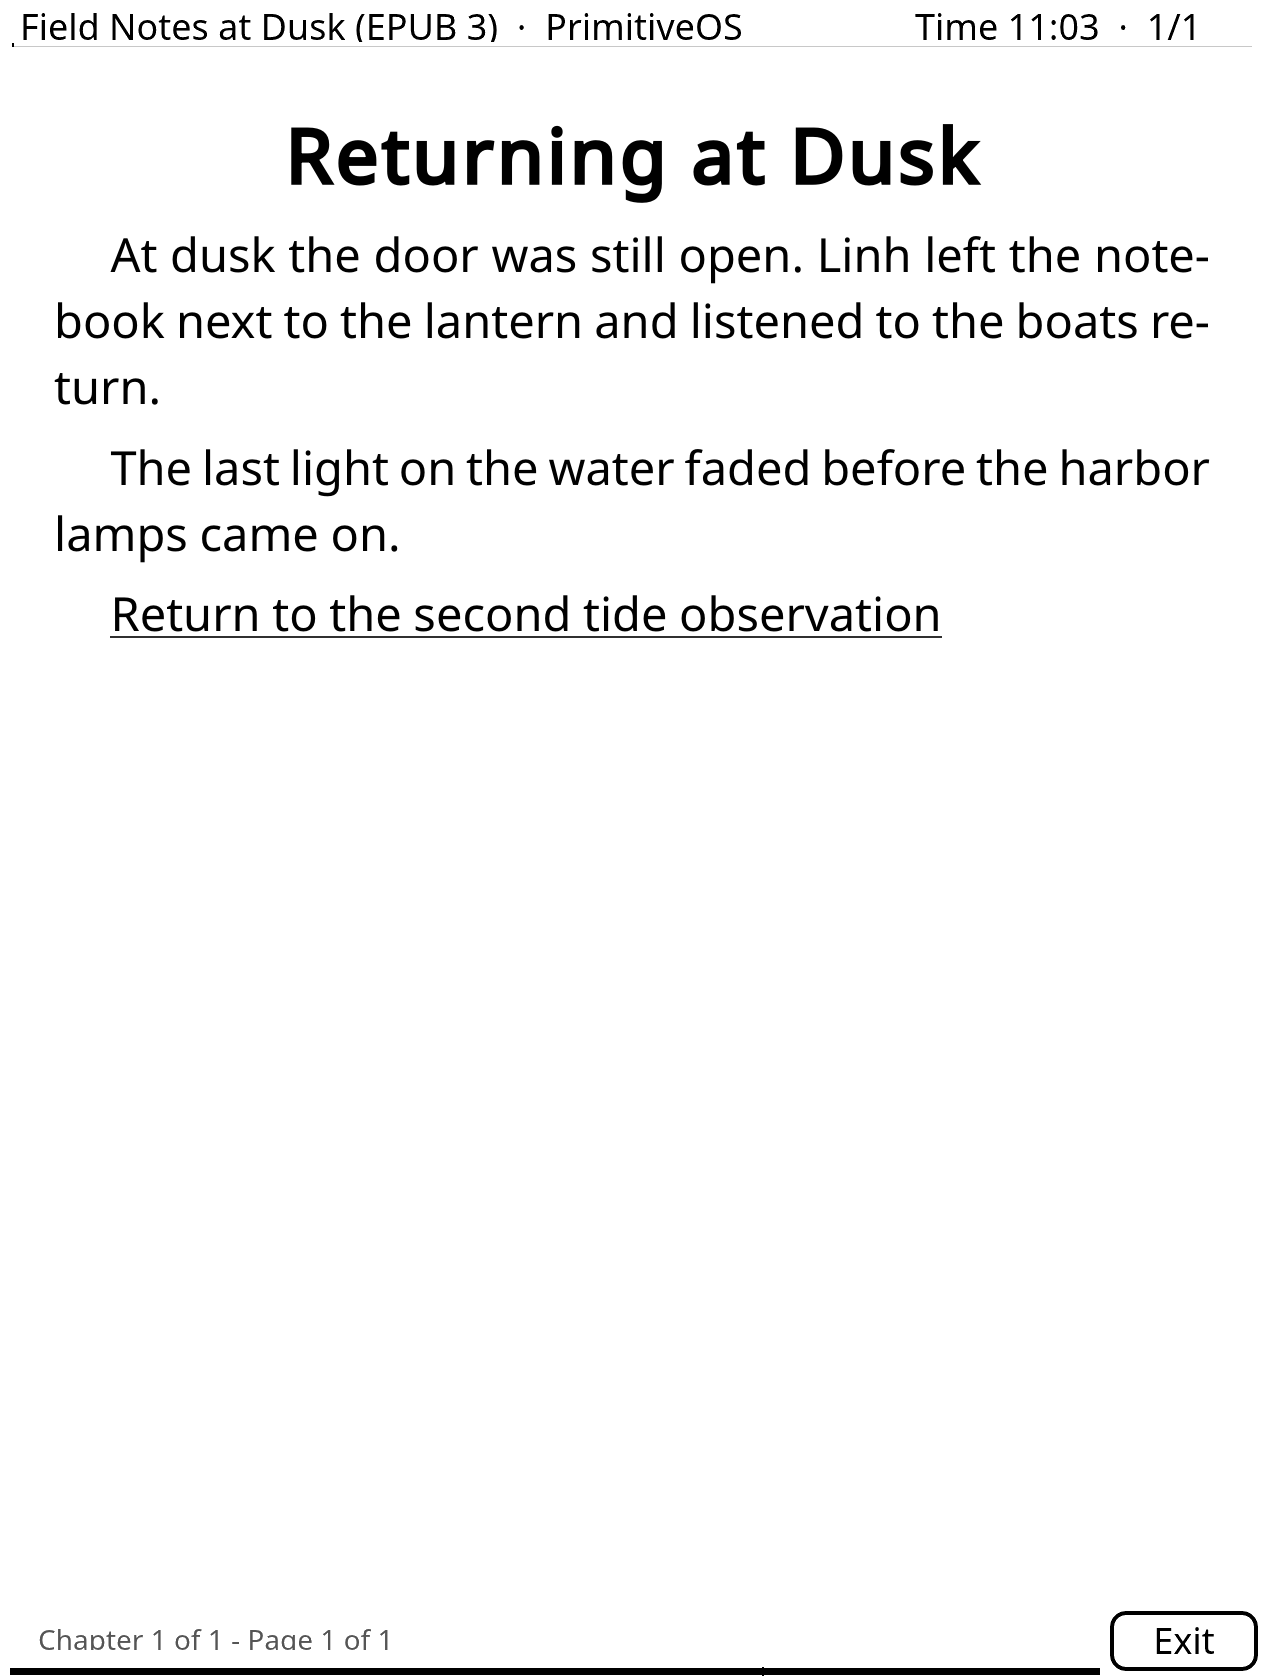 Field Notes at Dusk (EPUB 3) · PrimitiveOS Time 11:03 · 1/1
Returning at Dusk
At dusk the door was still open. Linh left the note-
book next to the lantern and listened to the boats re-
turn.
The last light on the water faded before the harbor
lamps came on.
Return to the second tide observation
Chapter 1 of 1 - Page 1 of 1
Exit